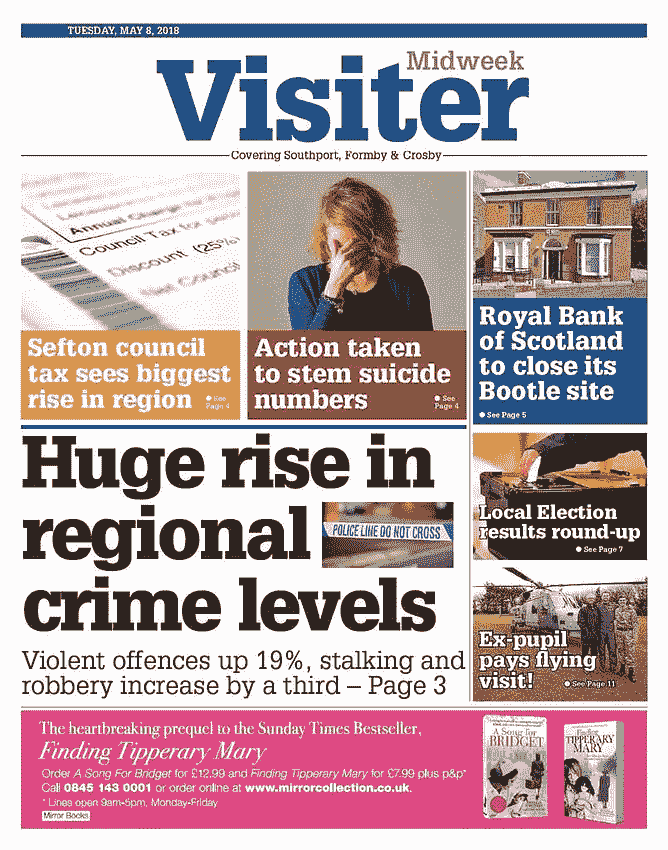 TUESDAY, MAY 8, 2018
Midweek
Visiter
Covering Southport, Formby & Crosby
Annual Charge for
Council Tax for
Discount (25%
Net Council
Sefton council
tax sees biggest
rise in region
See
Page 4
Action taken
to stem suicide
numbers
See
Page 4
Royal Bank
of Scotland
to close its
Bootle site
See Page 5
Huge rise in
regional
crime levels
POLICE LINE DO NOT CROSS
Violent offences up 19%, stalking and
robbery increase by a third – Page 3
Local Election
results round-up
See Page 7
Ex-pupil
pays flying
visit!
See Page 11
The heartbreaking prequel to the Sunday Times Bestseller,
Finding Tipperary Mary
Order A Song For Bridget for £12.99 and Finding Tipperary Mary for £7.99 plus p&p*
Call 0845 143 0001 or order online at www.mirrorcollection.co.uk.
* Lines open 9am-5pm, Monday-Friday
Mirror Books
A Song for
BRIDGET
Finding
TIPPERARY
MARY